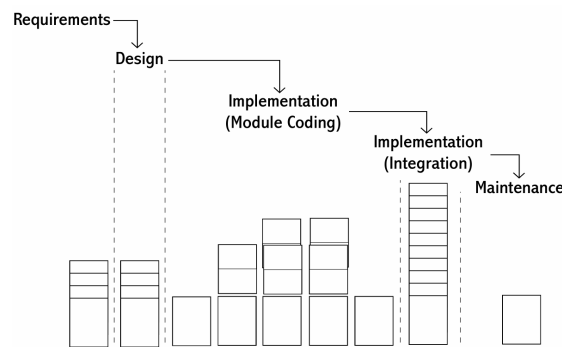 Requirements
Design
Implementation
(Module Coding)
Implementation
(Integration)
Maintenance